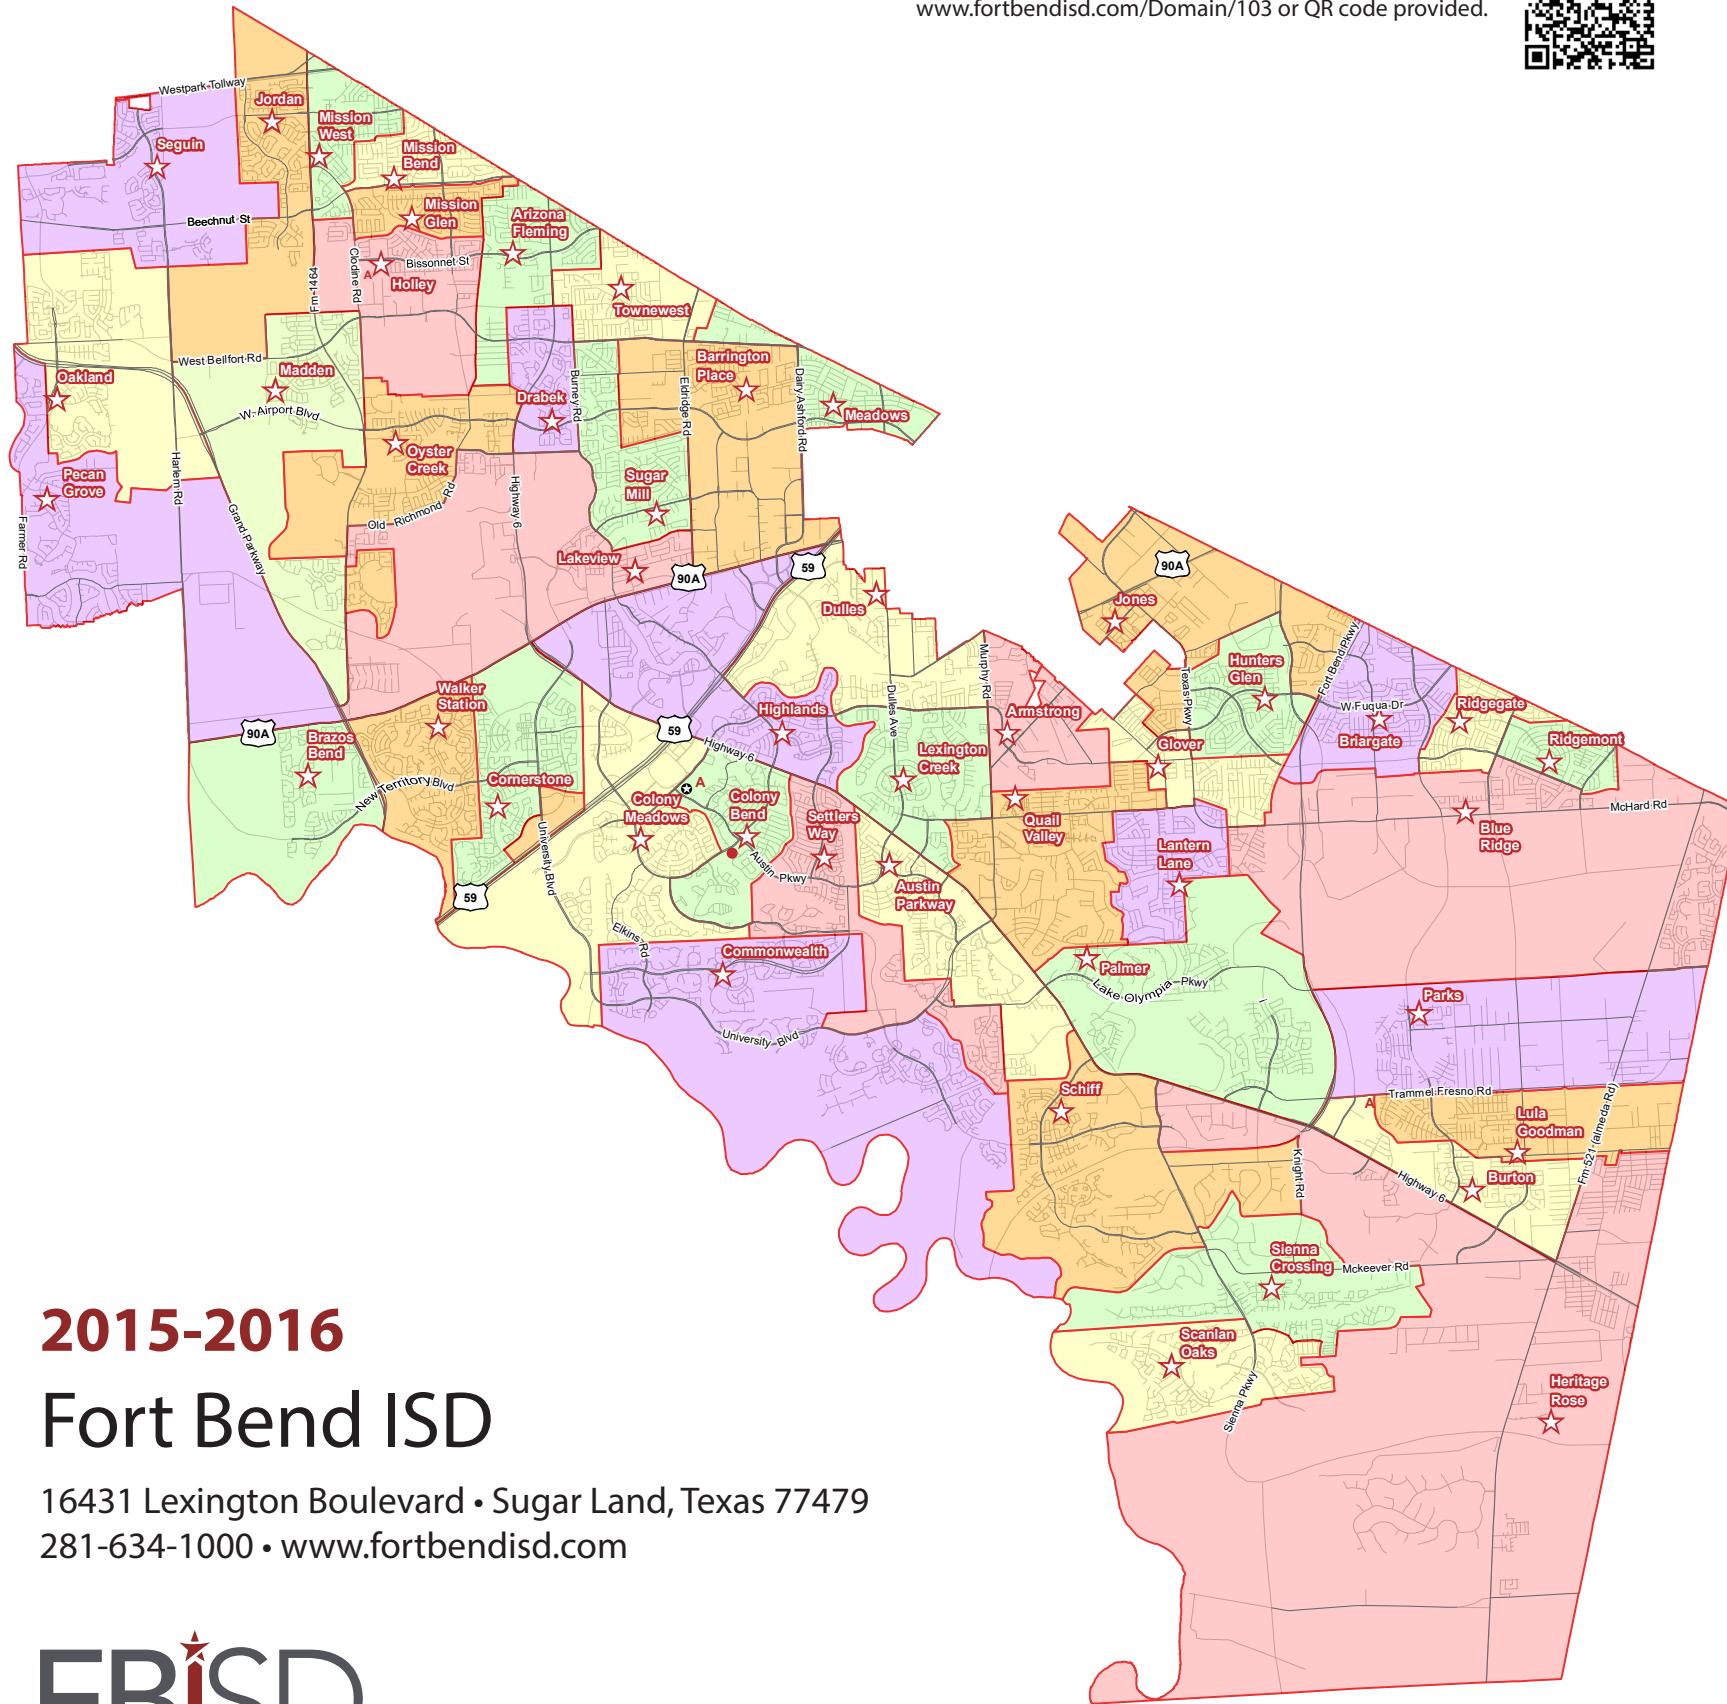 www.fortbendisd.com/Domain/103 or QR code provided.
Westpark Tollway
Jordan
Mission
West
Seguin
Mission
Bend
Beechnut St
Mission
Glen
Arizona
Fleming
Fm 1464
Clodine Rd
Bissonnet St
A
Holley
Townewest
West Bellfort Rd
Oakland
Madden
W. Airport Blvd
Drabek
Burney Rd
Eldridge Rd
Barrington
Place
Dairy Ashford Rd
Meadows
Oyster
Creek
Pecan
Grove
Harlem Rd
Farmer Rd
Grand Parkway
Old Richmond Rd
Highway 6
Sugar
Mill
Lakeview
90A
59
Dulles
90A
Jones
Murphy Rd
Texas Pkwy
Hunters
Glen
Fort Bend Pkwy
W Fuqua Dr
Briargate
Ridgegate
Ridgemont
Walker
Station
90A
Brazos
Bend
New Territory Blvd
Cornerstone
59
Highway 6
Highlands
Dulles Ave
Lexington
Creek
Armstrong
Glover
A
Colony
Meadows
Colony
Bend
Settlers
Way
Quail
Valley
Lantern
Lane
McHard Rd
Blue
Ridge
University Blvd
Austin Pkwy
Austin
Parkway
59
Elkins Rd
Commonwealth
Palmer
Lake Olympia Pkwy
Parks
University Blvd
Schiff
Trammel Fresno Rd
A
Lula
Goodman
Fm 521 (almeda Rd)
Burton
Knight Rd
Highway 6
Sienna
Crossing
Mckeever Rd
Scanlan
Oaks
Sienna Pkwy
Heritage
Rose
2015-2016
Fort Bend ISD
16431 Lexington Boulevard • Sugar Land, Texas 77479
281-634-1000 • www.fortbendisd.com
FBISD